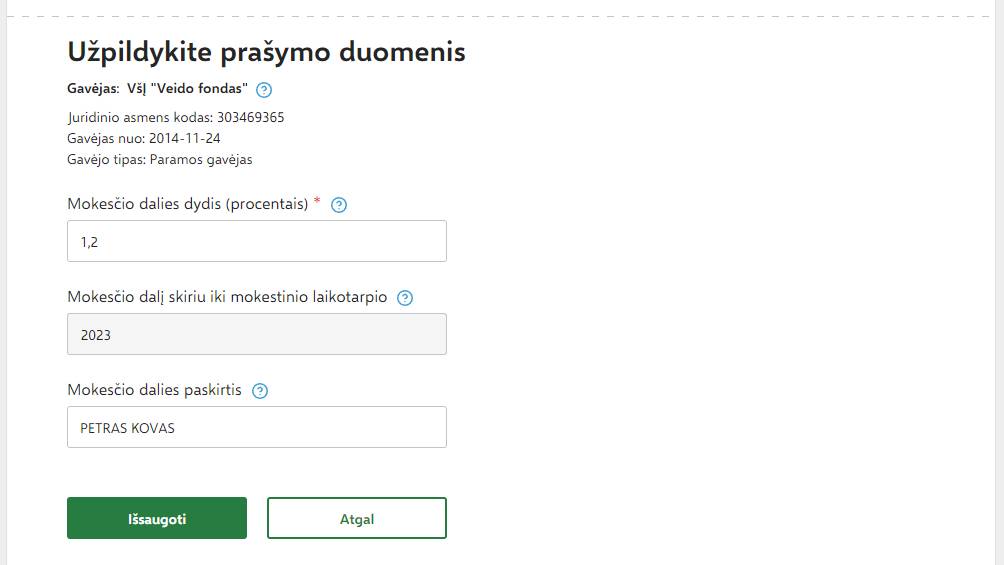 Užpildykite prašymo duomenis
Gavėjas: VšĮ "Veido fondas" ?
Juridinio asmens kodas: 303469365
Gavėjas nuo: 2014-11-24
Gavėjo tipas: Paramos gavėjas
Mokesčio dalies dydis (procentais) * ?
1,2
Mokesčio dalį skiriu iki mokestinio laikotarpio ?
2023
Mokesčio dalies paskirtis ?
PETRAS KOVAS
Išsaugoti Atgal